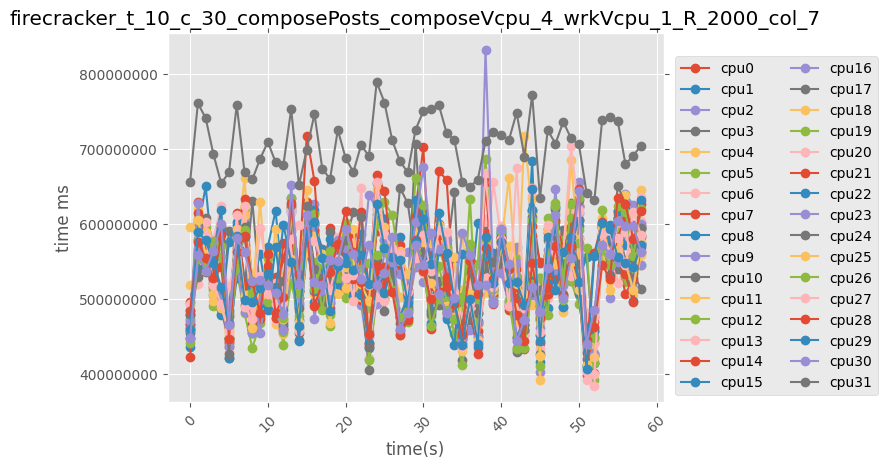 firecracker_t_10_c_30_composePosts_composeVcpu_4_wrkVcpu_1_R_2000_col_7
800000000
700000000
600000000
500000000
400000000
time ms
0
10
20
30
40
50
60
time(s)
cpu0
cpu1
cpu2
cpu3
cpu4
cpu5
cpu6
cpu7
cpu8
cpu9
cpu10
cpu11
cpu12
cpu13
cpu14
cpu15
cpu16
cpu17
cpu18
cpu19
cpu20
cpu21
cpu22
cpu23
cpu24
cpu25
cpu26
cpu27
cpu28
cpu29
cpu30
cpu31